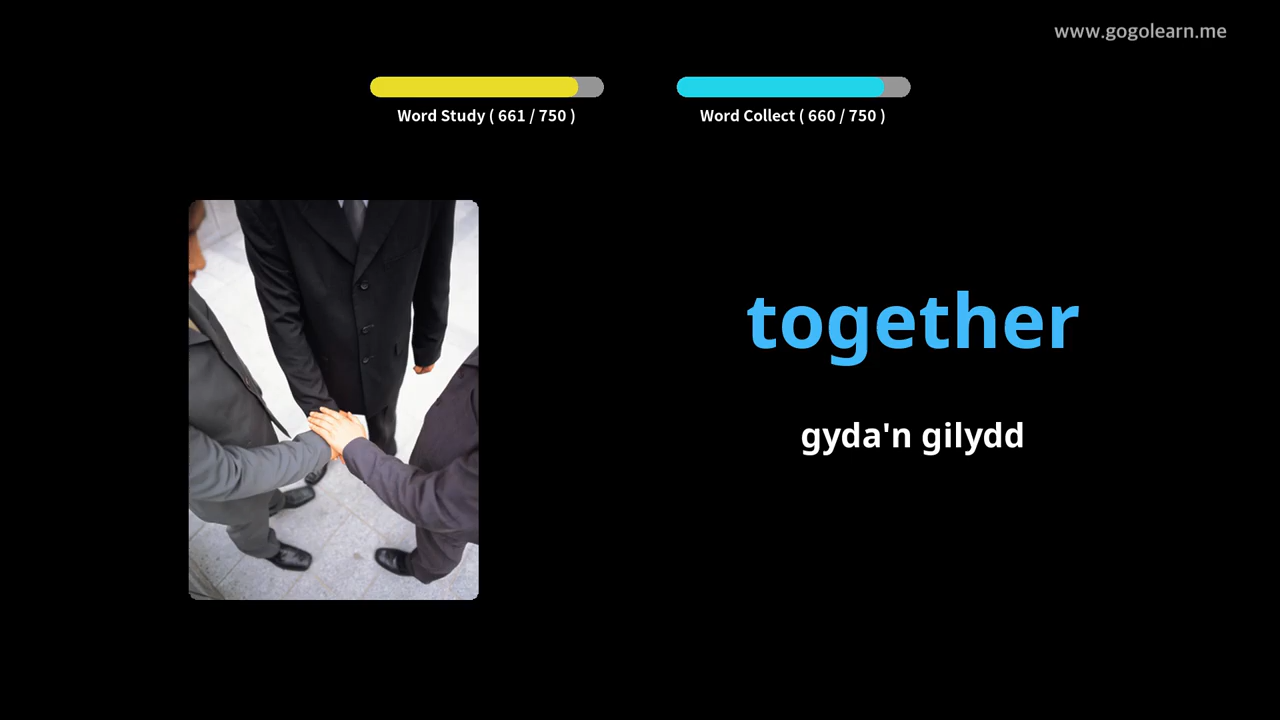 www.gogolearn.me
Word Study ( 661 / 750 )
Word Collect ( 660 / 750 )
together
gyda'n gilydd